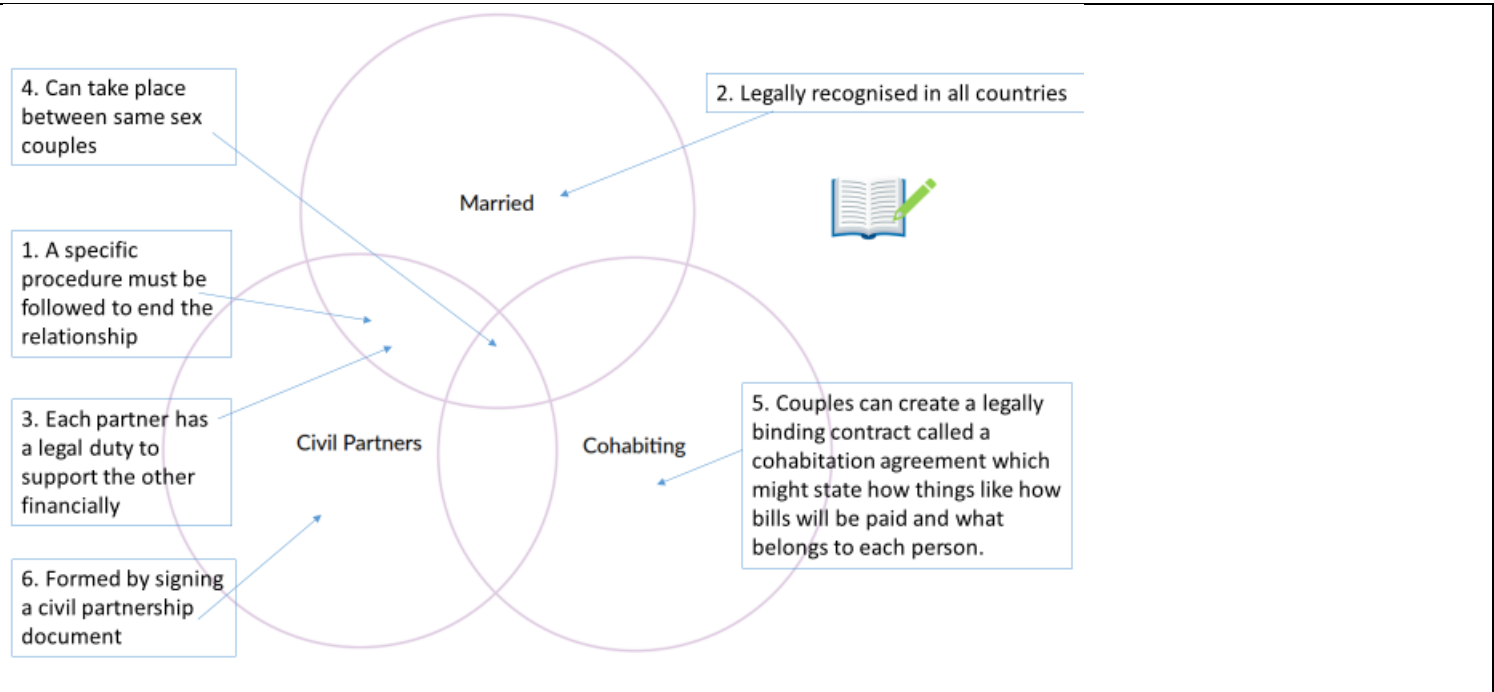 4. Can take place
between same sex
couples
2. Legally recognised in all countries
Married
1. A specific
procedure must be
followed to end the
relationship
3. Each partner has
a legal duty to
support the other
financially
Civil Partners
Cohabiting
5. Couples can create a legally
binding contract called a
cohabitation agreement which
might state how things like how
bills will be paid and what
belongs to each person.
6. Formed by signing
a civil partnership
document